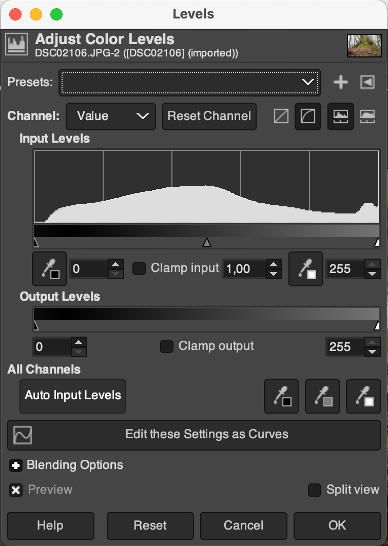 Levels
Adjust Color Levels
DSC02106.JPG-2 ([DSC02106] (imported))
Presets:
Channel: Value Reset Channel
Input Levels
0 Clamp input 1,00 255
Output Levels
0 Clamp output 255
All Channels
Auto Input Levels
Edit these Settings as Curves
Blending Options
Preview Split view
Help Reset Cancel OK